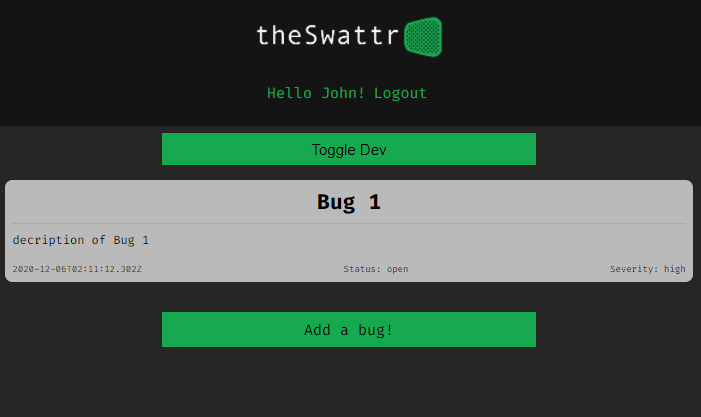 theSwattr
Hello John! Logout
Toggle Dev
Bug 1
decription of Bug 1
2020-12-06T02:11:12.302Z Status: open Severity: high
Add a bug!